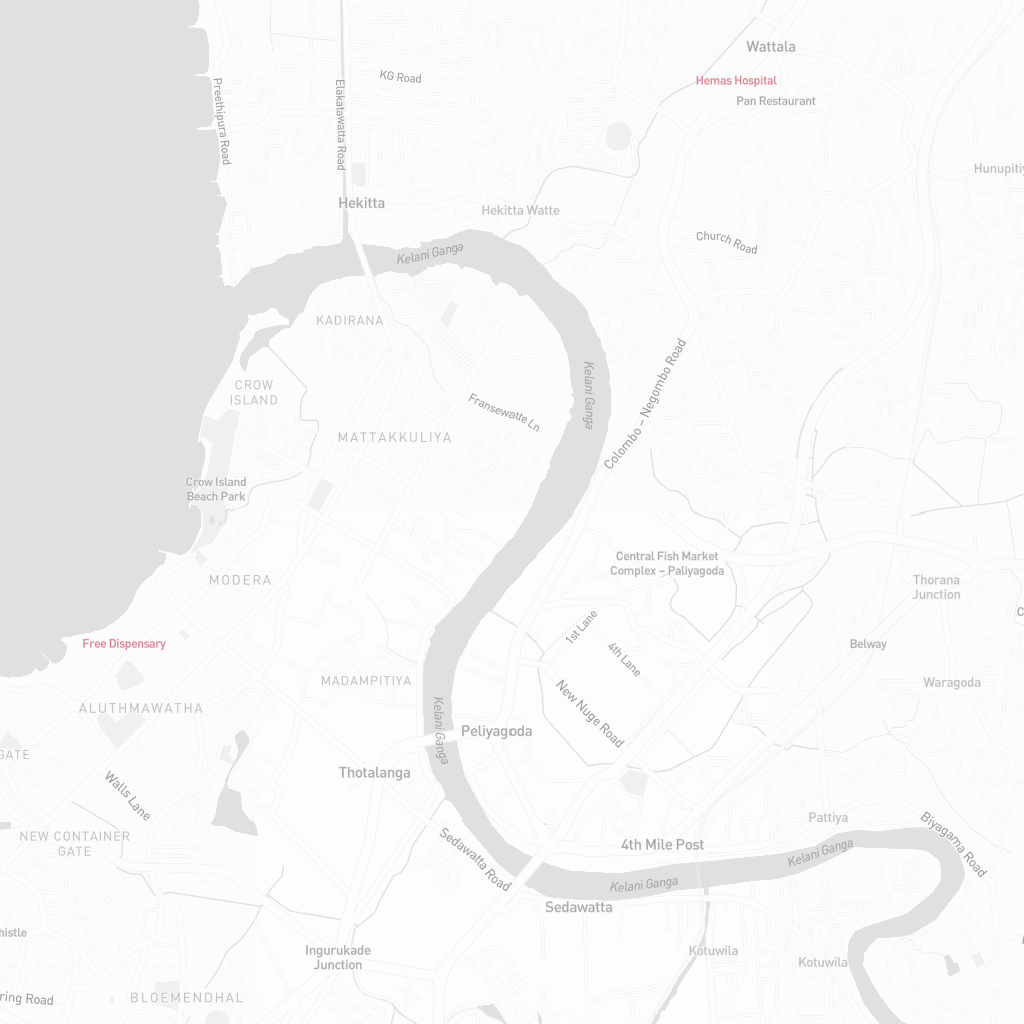 Wattala
KG Road
Hemas Hospital
Pan Restaurant
Preethipura Road
Elakatawatta Road
Hekitta
Hekitta Watte
Church Road
Kelani Ganga
KADIRANA
CROW
ISLAND
Kelani Ganga
Colombo – Negombo Road
Fransewatte Ln
MATTAKKULIYA
Crow Island
Beach Park
Central Fish Market
Complex – Paliyagoda
MODERA
Thorana
Junction
1st Lane
4th Lane
Free Dispensary
Belway
MADAMPITIYA
Waragoda
New Nuge Road
ALUTHMAWATHA
Kelani Ganga
Peliyagoda
GATE
Thotalanga
Walls Lane
Pattiya
Biyagama Road
NEW CONTAINER
GATE
Sedawatta Road
4th Mile Post
Kelani Ganga
Kelani Ganga
Sedawatta
Ingurukade
Junction
Kotuwila
Kotuwila
BLOEMENDHAL